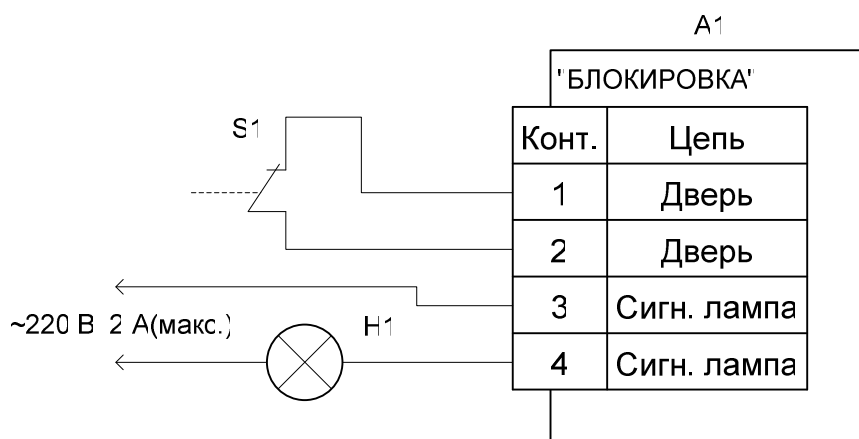 A1
"БЛОКИРОВКА"
S1
Конт. Цепь
1 Дверь
2 Дверь
3 Сигн. лампа
~220 В 2 А(макс.)
H1
4 Сигн. лампа